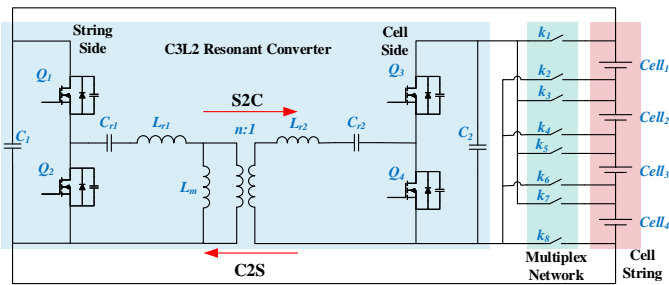 String
Side
C3L2 Resonant Converter
Cell
Side
k1
k2
k3
k4
k5
k6
k7
k8
Cell1
Cell2
Cell3
Cell4
Q1
Q2
Q3
Q4
C1
Cr1
Lr1
S2C
n:1
Lr2
Cr2
C2
Lm
C2S
Multiplex
Network
Cell
String